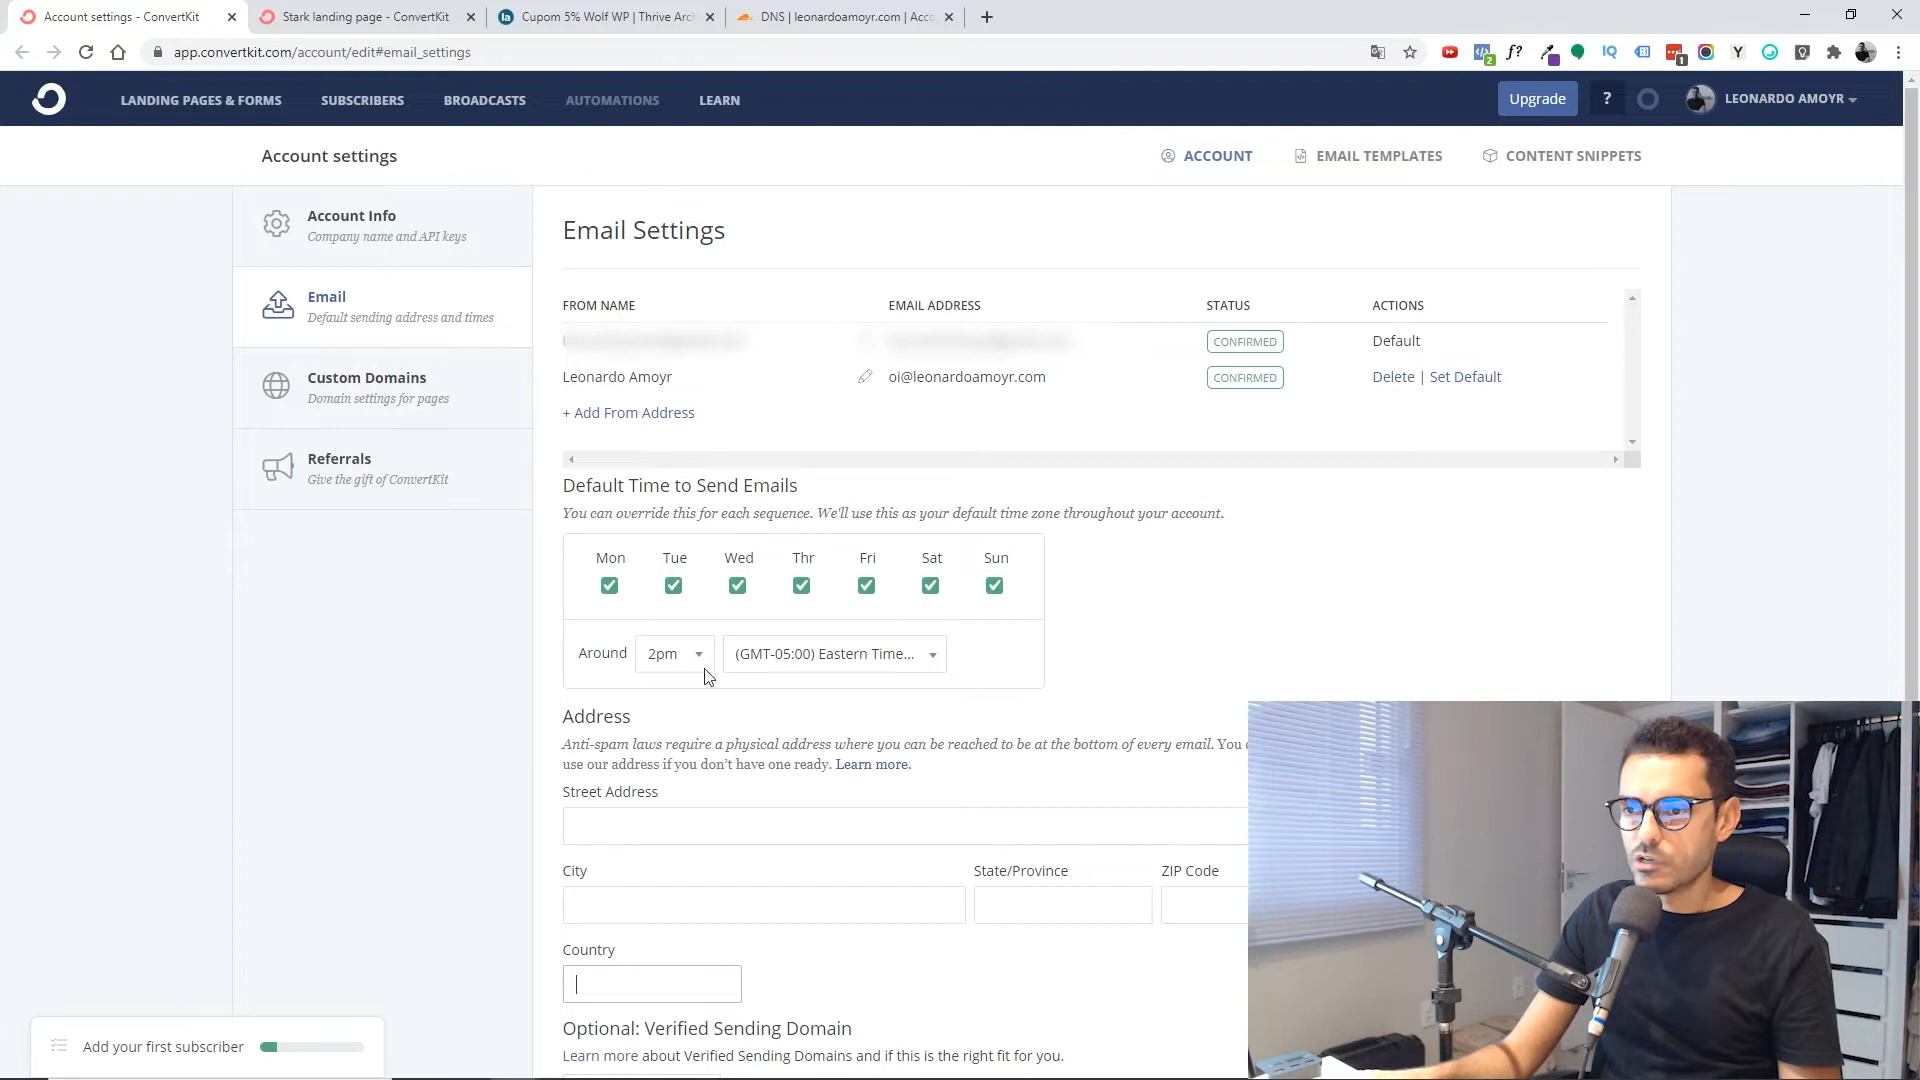 Account settings - ConvertKit
Stark landing page - ConvertKit
Cupom 5% Wolf WP | Thrive Arc
DNS | leonardoamoyr.com | Acco
app.convertkit.com/account/edit#email_settings
LANDING PAGES & FORMS
SUBSCRIBERS
BROADCASTS
AUTOMATIONS
LEARN
Upgrade
?
LEONARDO AMOYR
Account settings
ACCOUNT
EMAIL TEMPLATES
CONTENT SNIPPETS
Account Info
Company name and API keys
Email
Default sending address and times
Custom Domains
Domain settings for pages
Referrals
Give the gift of ConvertKit
Email Settings
FROM NAME
EMAIL ADDRESS
STATUS
ACTIONS
CONFIRMED
Default
Leonardo Amoyr
oi@leonardoamoyr.com
CONFIRMED
Delete | Set Default
+ Add From Address
Default Time to Send Emails
You can override this for each sequence. We'll use this as your default time zone throughout your account.
Mon Tue Wed Thr Fri Sat Sun
Around 2pm (GMT-05:00) Eastern Time...
Address
Anti-spam laws require a physical address where you can be reached to be at the bottom of every email. You
use our address if you don't have one ready. Learn more.
Street Address
City
State/Province
ZIP Code
Country
Optional: Verified Sending Domain
Learn more about Verified Sending Domains and if this is the right fit for you.
Add your first subscriber